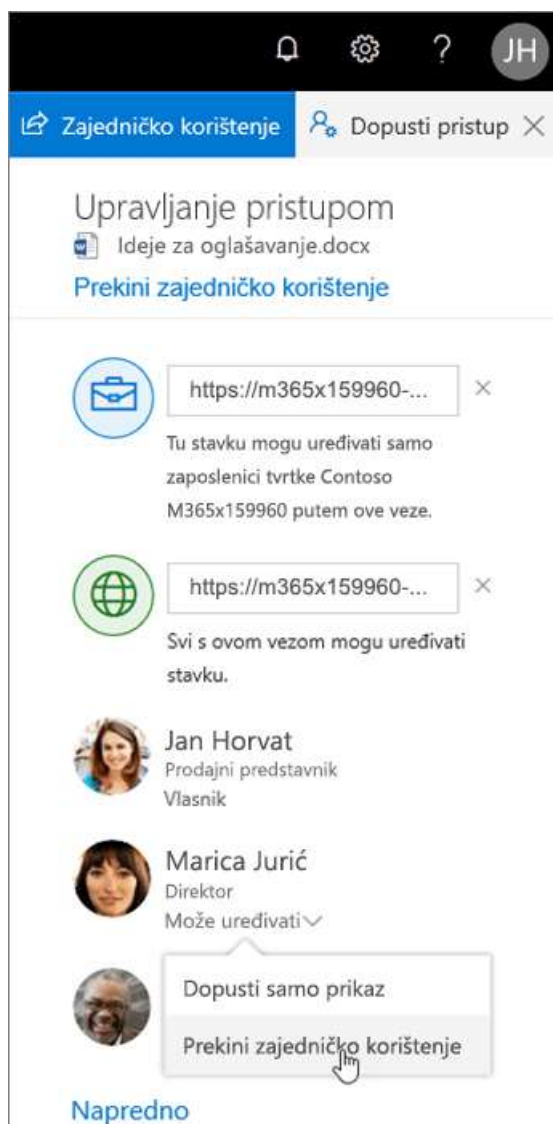 ? JH
Zajedničko korištenje Dopusti pristup
Upravljanje pristupom
Ideje za oglašavanje.docx
Prekini zajedničko korištenje
https://m365x159960-...
Tu stavku mogu uređivati samo
zaposlenici tvrtke Contoso
M365x159960 putem ove veze.
https://m365x159960-...
Svi s ovom vezom mogu uređivati
stavku.
Jan Horvat
Prodajni predstavnik
Vlasnik
Marica Jurić
Direktor
Može uređivati
Dopusti samo prikaz
Prekini zajedničko korištenje
Napredno